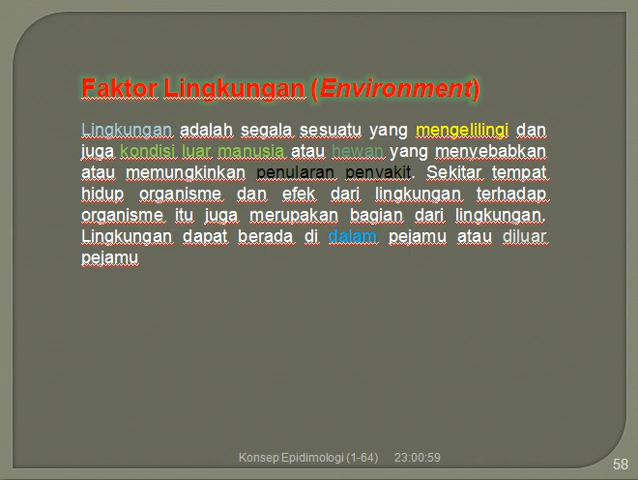 Faktor Lingkungan (Environment)
Lingkungan adalah segala sesuatu yang mengelilingi dan
juga kondisi luar manusia atau hewan yang menyebabkan
atau memungkinkan penularan penyakit. Sekitar tempat
hidup organisme dan efek dari lingkungan terhadap
organisme itu juga merupakan bagian dari lingkungan.
Lingkungan dapat berada di dalam pejamu atau diluar
pejamu
Konsep Epidimologi (1-64) 23:00:59
58